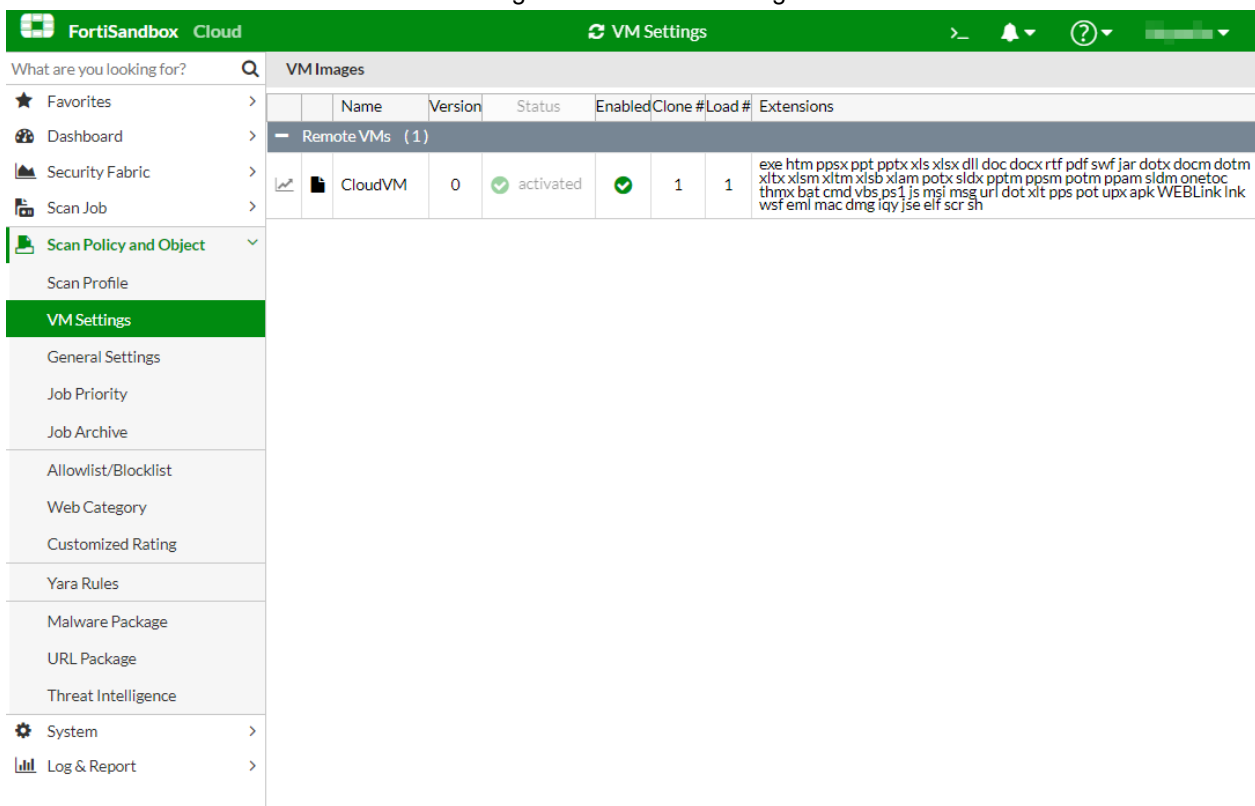 FortiSandbox Cloud
VM Settings
What are you looking for?
VM Images
Favorites
Dashboard
Security Fabric
Scan Job
Scan Policy and Object
Scan Profile
VM Settings
General Settings
Job Priority
Job Archive
Allowlist/Blocklist
Web Category
Customized Rating
Yara Rules
Malware Package
URL Package
Threat Intelligence
System
Log & Report
Name Version Status Enabled Clone # Load # Extensions
Remote VMs (1)
CloudVM 0 activated 1 1
exe htm ppsx ppt pptx xls xlsx dll doc docx rtf pdf swf jar dotx docm dotm
xltx xlsm xltm xlsb xlam potx sldx pptm ppsm potm ppam sldm onetoc
thmx bat cmd vbs ps1 js msi msg url dot xlt pps pot upx apk WEBLink lnk
wsf eml mac dmg iqy jse elf scr sh